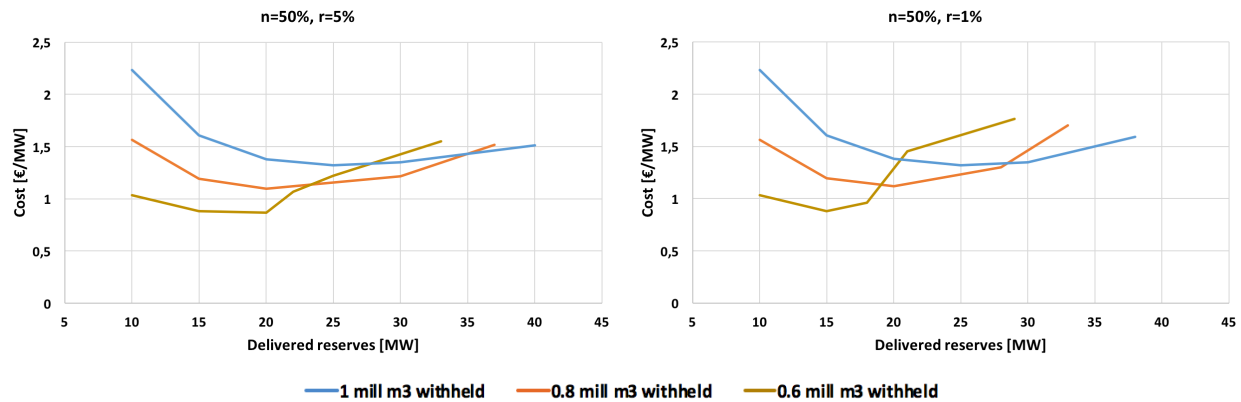 n=50%, r=5%
2,5
2
1,5
1
0,5
0
Cost [€/MW]
5 10 15 20 25 30 35 40 45
Delivered reserves [MW]
n=50%, r=1%
2,5
2
1,5
1
0,5
0
Cost [€/MW]
5 10 15 20 25 30 35 40 45
Delivered reserves [MW]
1 mill m3 withheld 0.8 mill m3 withheld 0.6 mill m3 withheld